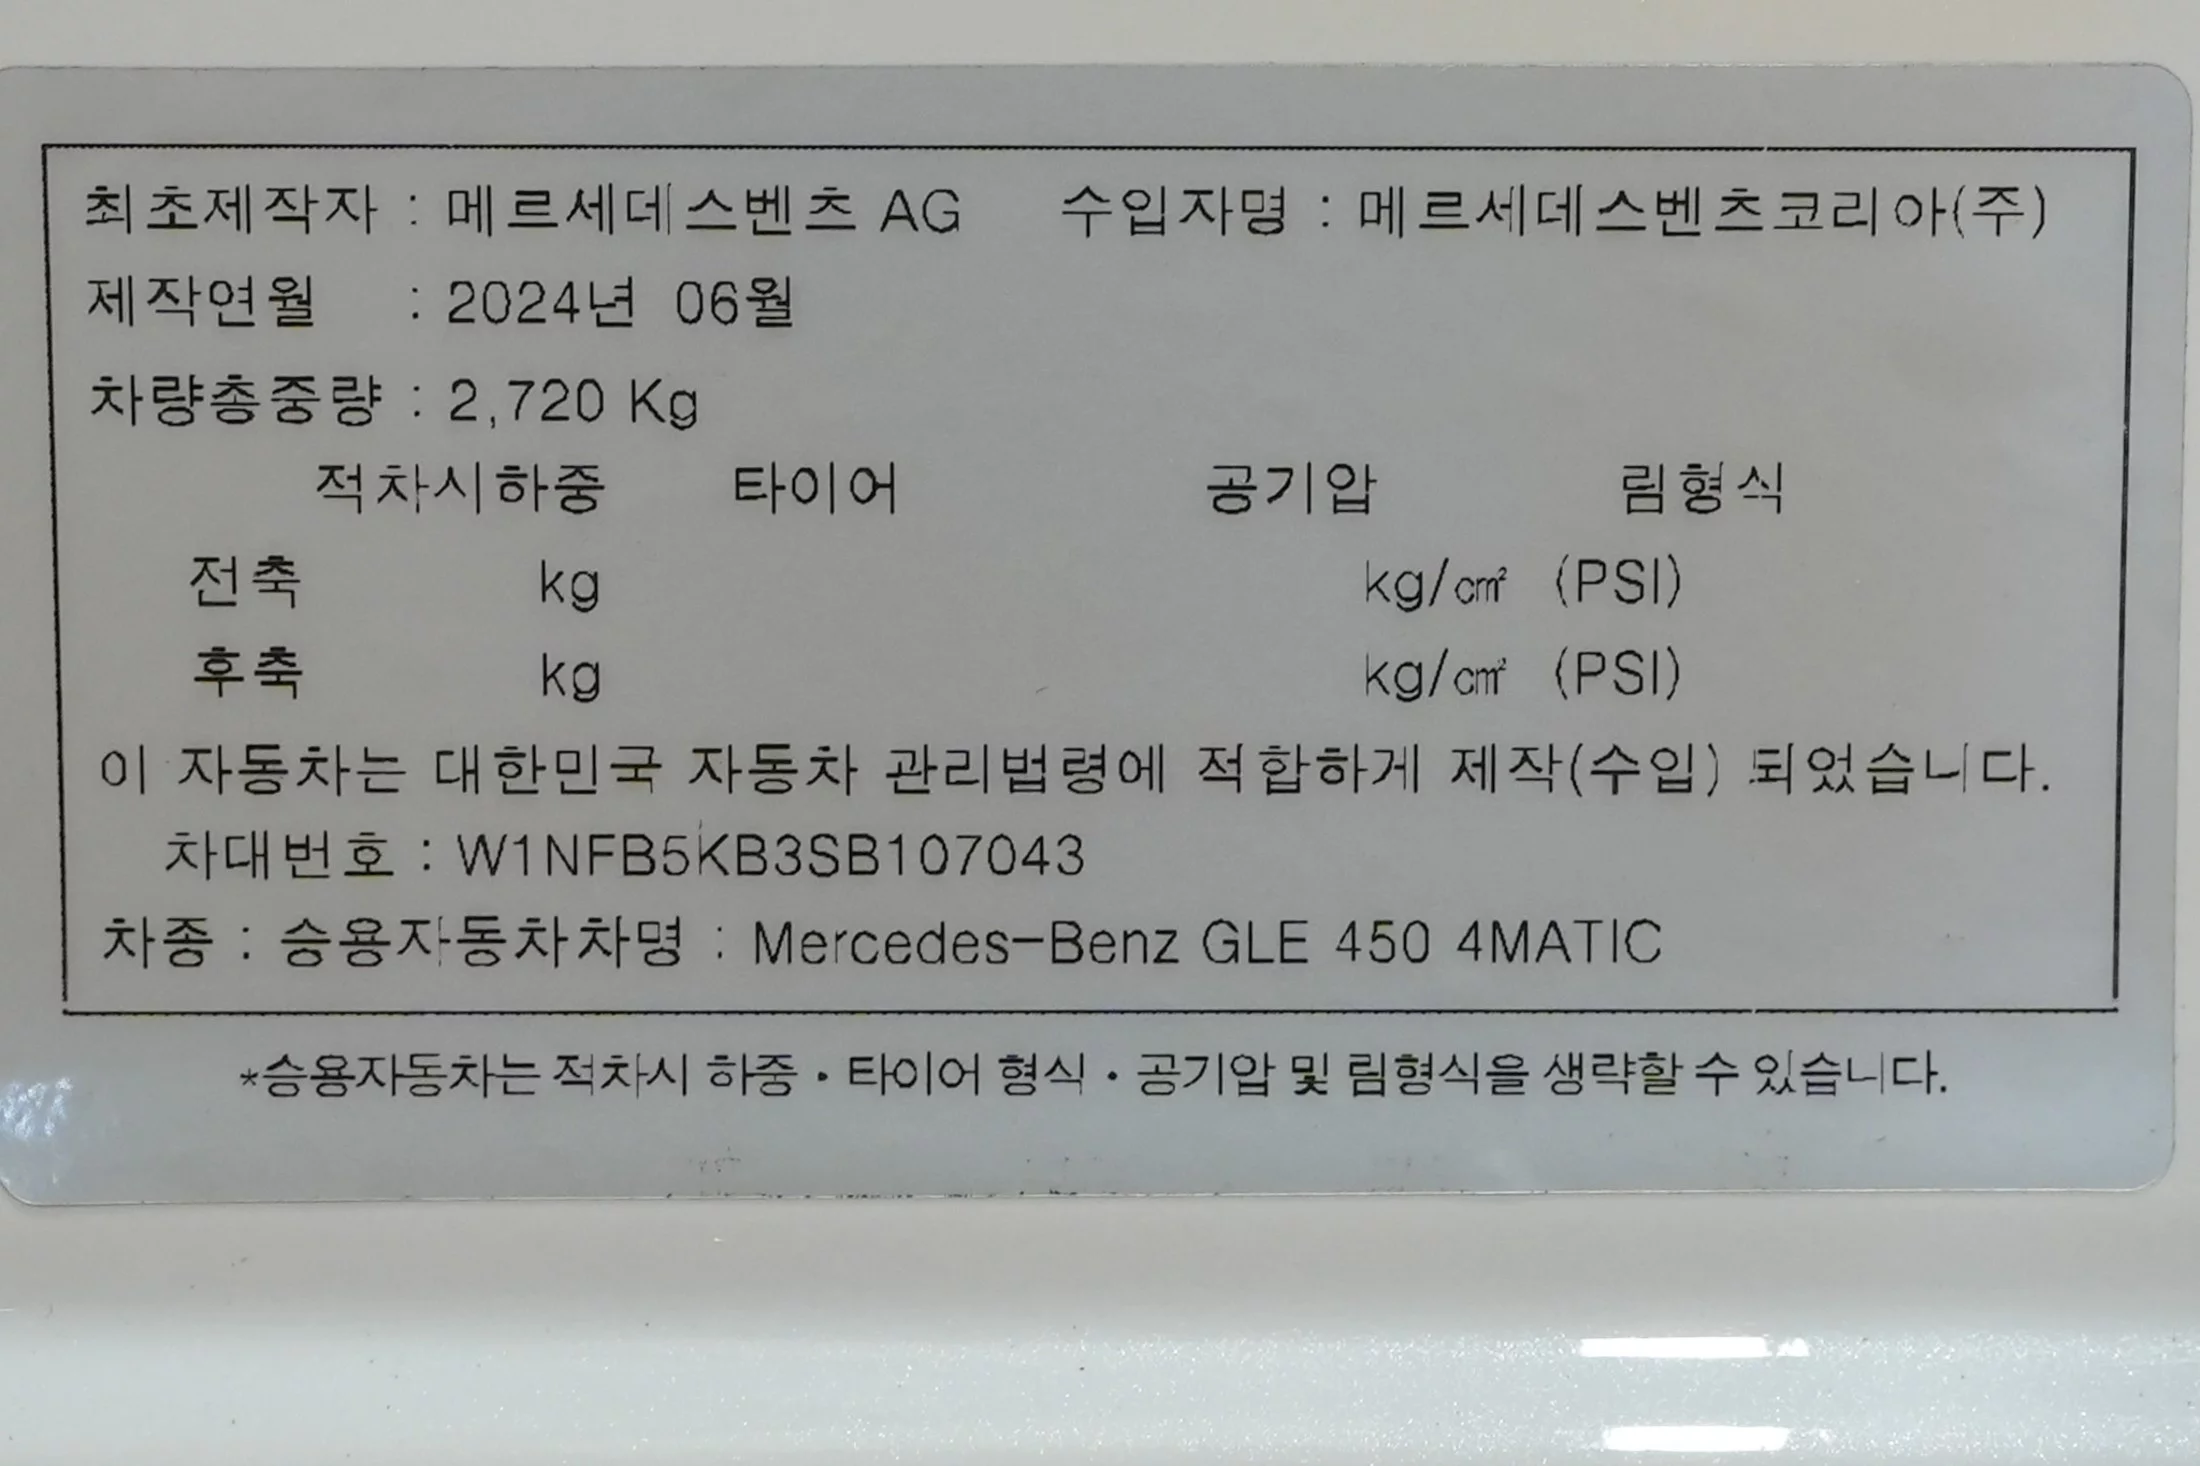 최초제작자 : 메르세데스벤츠 AG 수입자명 : 메르세데스벤츠코리아(주)
제작연월 : 2024년 06월
차량총중량 : 2,720 Kg
적차시하중 타이어 공기압 림형식
전축 kg kg/㎠ (PSI)
후축 kg kg/㎠ (PSI)
이 자동차는 대한민국 자동차 관리법령에 적합하게 제작(수입) 되었습니다.
차대번호 : W1NFB5KB3SB107043
차종 : 승용자동차차명 : Mercedes-Benz GLE 450 4MATIC
*승용자동차는 적차시 하중·타이어 형식·공기압 및 림형식을 생략할 수 있습니다.